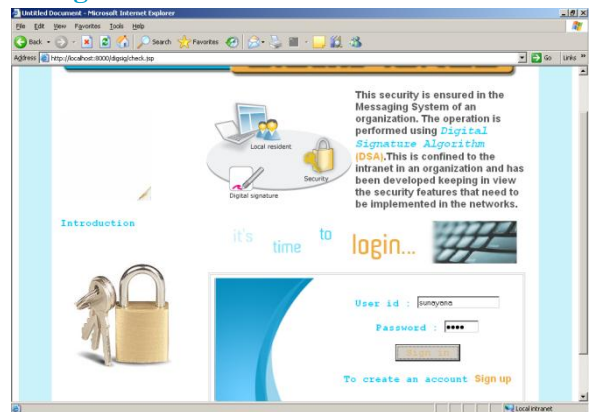 Untitled Document - Microsoft Internet Explorer
File Edit View Favorites Tools Help
Back Search Favorites
Address http://localhost:8000/digsig/check.jsp Go Links »
This security is ensured in the
Messaging System of an
organization. The operation is
performed using Digital
Signature Algorithm
(DSA).This is confined to the
intranet in an organization and has
been developed keeping in view
the security features that need to
be implemented in the networks.
Local resident
Security
Digital signature
Introduction
it's time to login...
User id : sunayana
Password : ••••
Sign in
To create an account Sign up
Local intranet